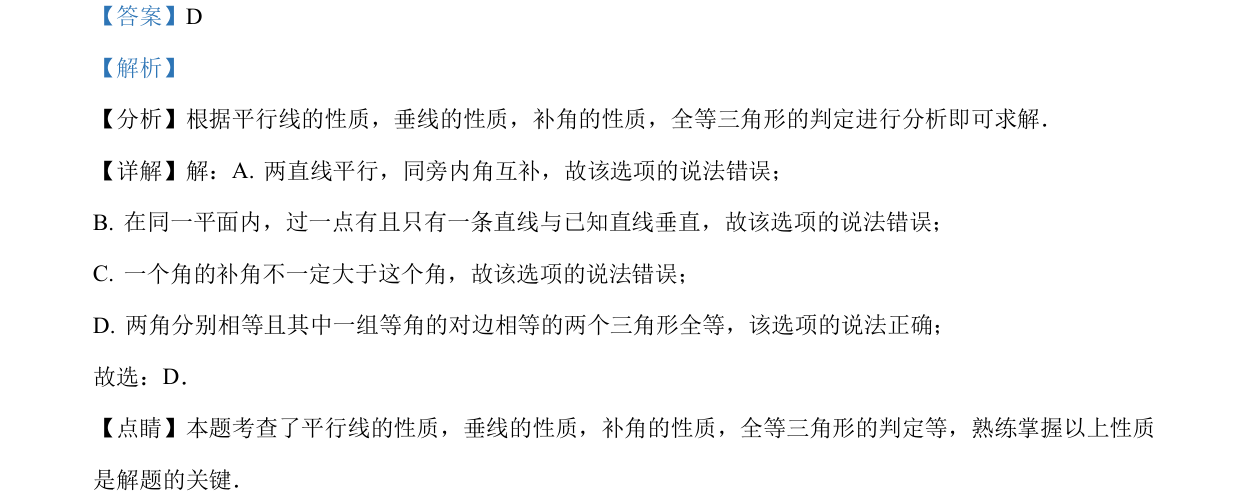 【答案】D
【解析】
【分析】根据平行线的性质，垂线的性质，补角的性质，全等三角形的判定进行分析即可求解．
【详解】解：A. 两直线平行，同旁内角互补，故该选项的说法错误；
B. 在同一平面内，过一点有且只有一条直线与已知直线垂直，故该选项的说法错误；
C. 一个角的补角不一定大于这个角，故该选项的说法错误；
D. 两角分别相等且其中一组等角的对边相等的两个三角形全等，该选项的说法正确；
故选：D．
【点睛】本题考查了平行线的性质，垂线的性质，补角的性质，全等三角形的判定等，熟练掌握以上性质
是解题的关键．